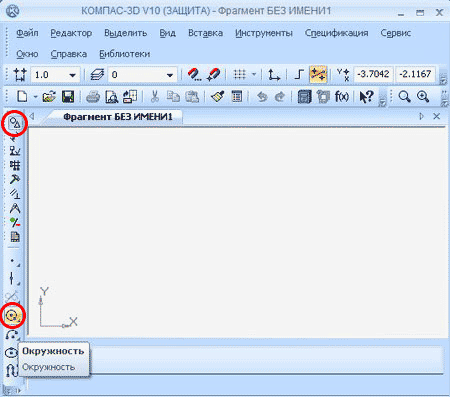 КОМПАС-3D V10 (ЗАЩИТА) - Фрагмент БЕЗ ИМЕНИ1
Файл Редактор Выделить Вид Вставка Инструменты Спецификация Сервис
Окно Справка Библиотеки
1.0 0 -3.7042 -2.1167
f(x)
Фрагмент БЕЗ ИМЕНИ1
Y
X
Окружность
Окружность